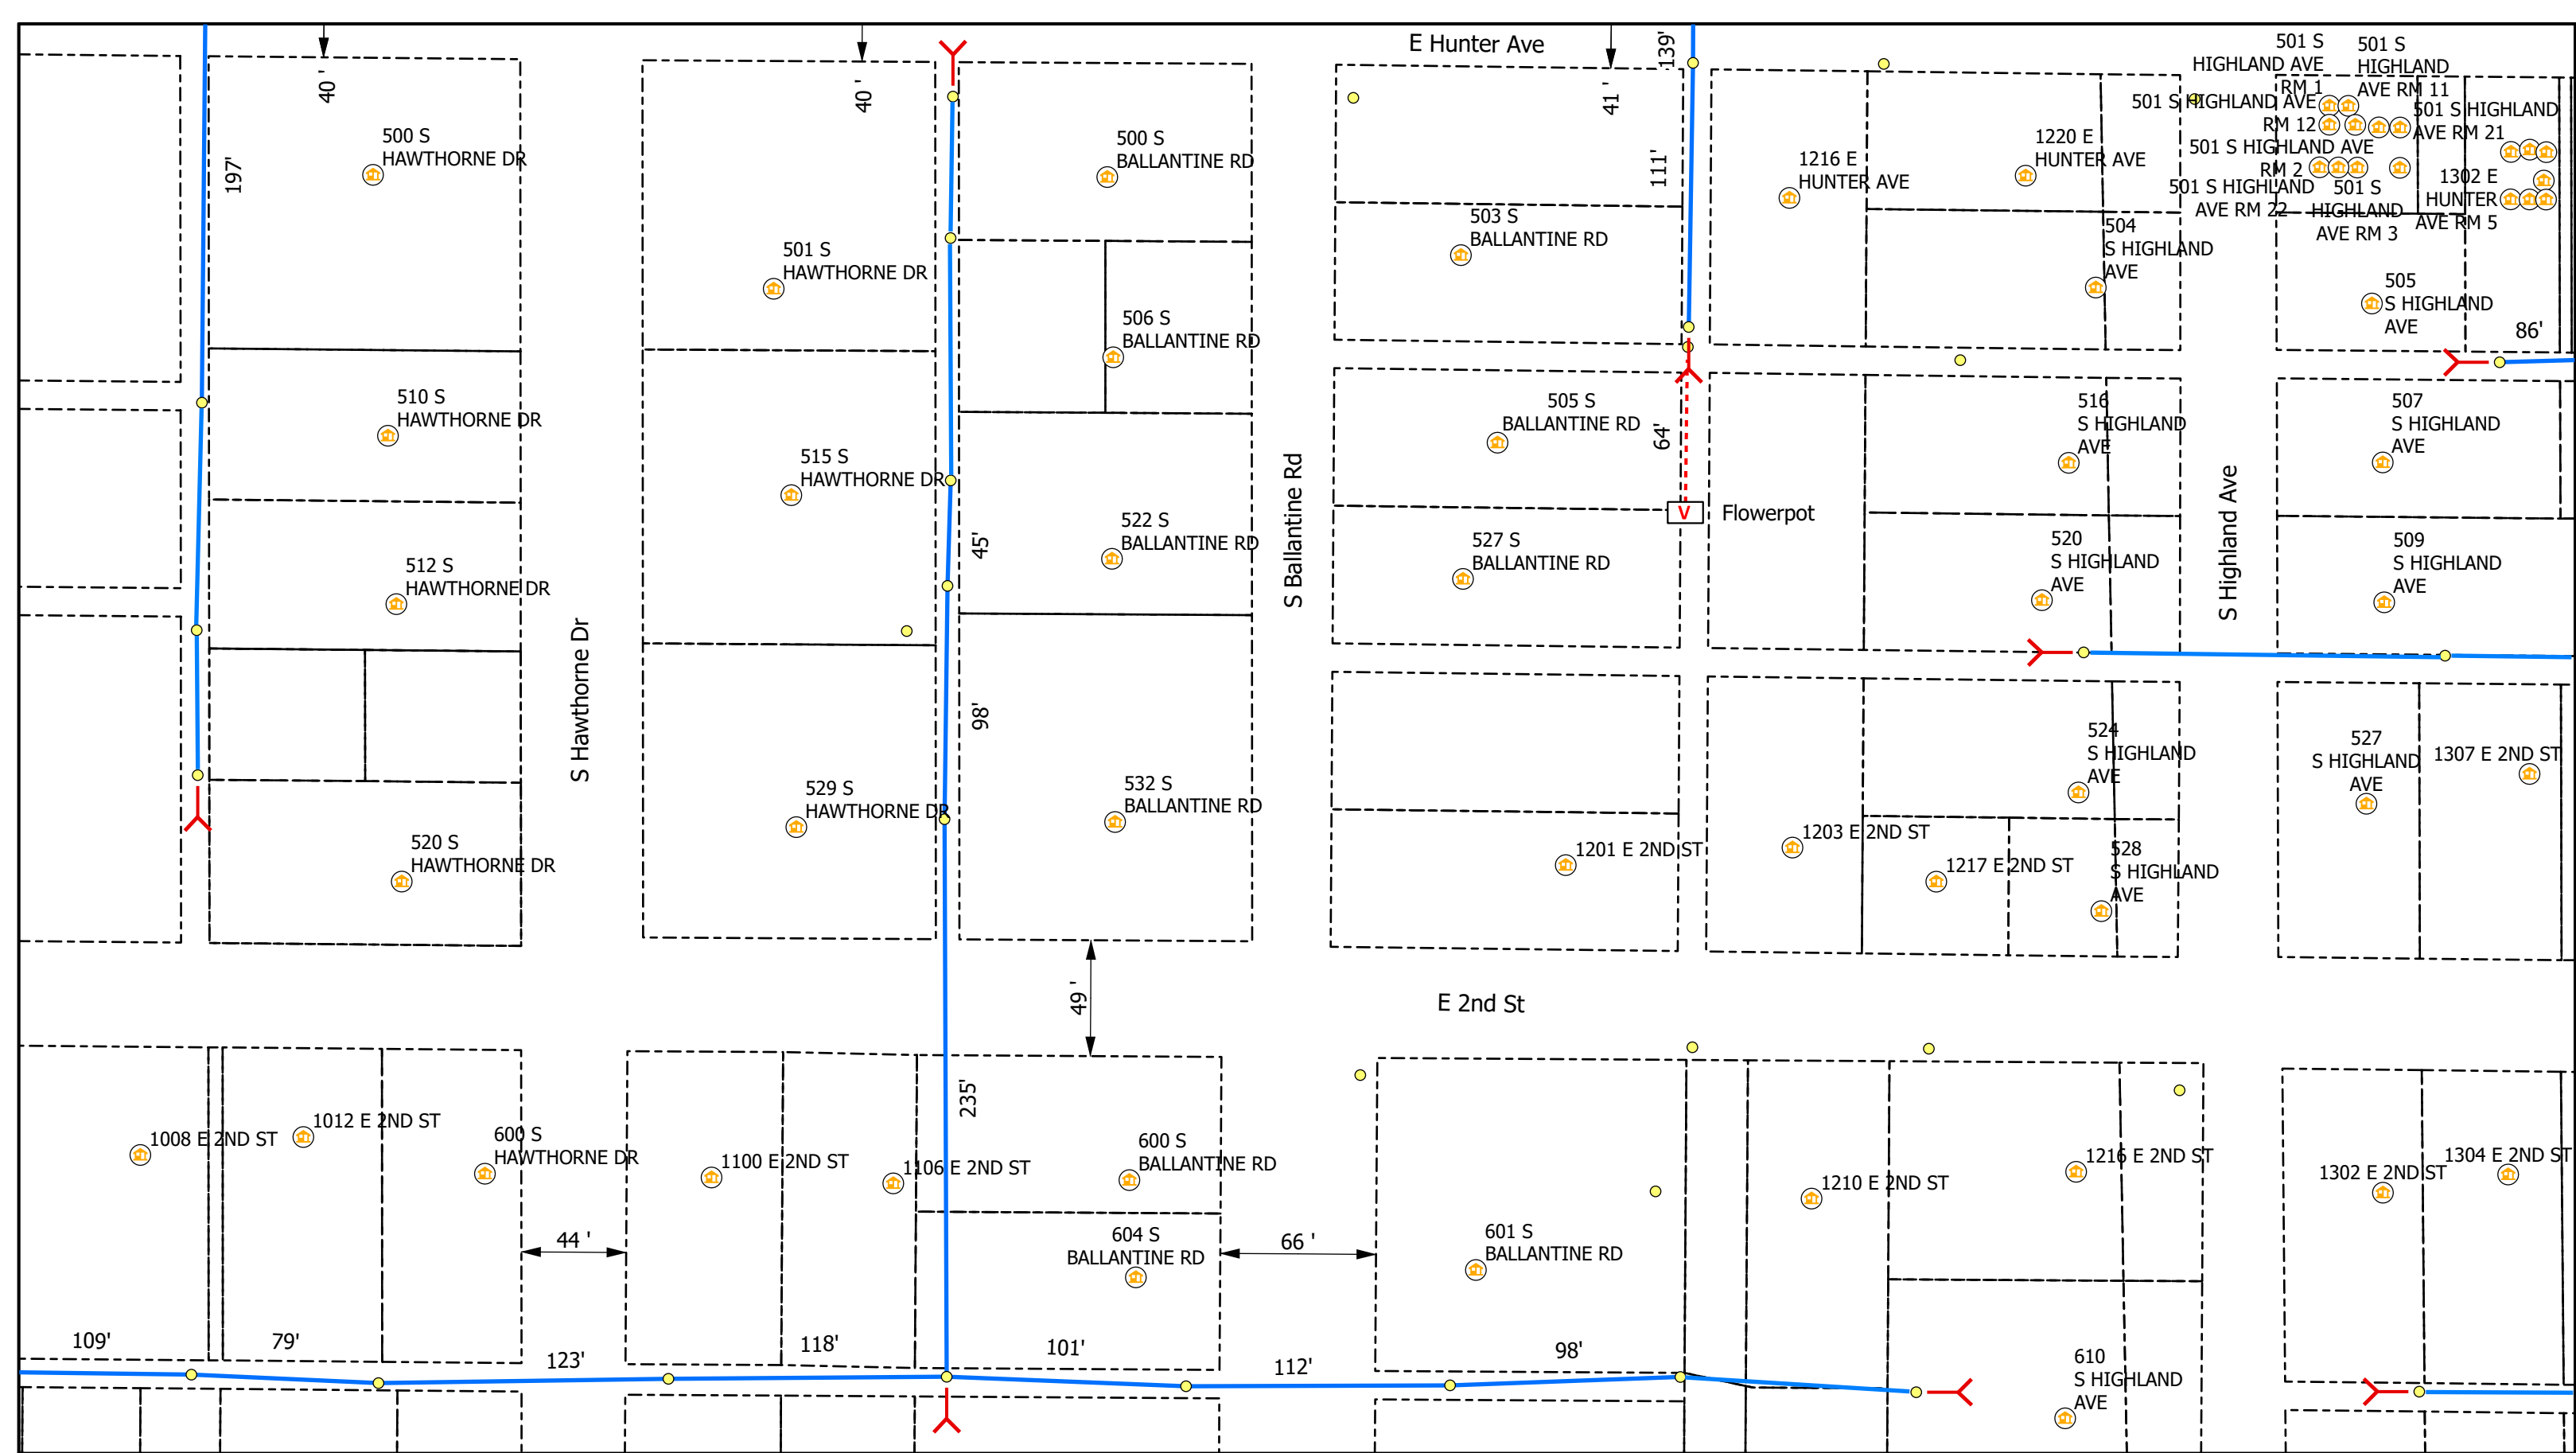 E Hunter Ave
139'
40 '
40 '
41 '
197'
111'
500 S
HAWTHORNE DR
500 S
BALLANTINE RD
501 S
HAWTHORNE DR
503 S
BALLANTINE RD
1216 E
HUNTER AVE
1220 E
HUNTER AVE
504
S HIGHLAND
AVE
501 S
HIGHLAND AVE
RM 1
501 S
HIGHLAND
AVE RM 11
501 S HIGHLAND AVE
RM 12
501 S HIGHLAND
AVE RM 21
501 S HIGHLAND AVE
RM 2
501 S HIGHLAND
AVE RM 22
501 S
HIGHLAND
AVE RM 3
1302 E
HUNTER
AVE RM 5
505
S HIGHLAND
AVE
86'
506 S
BALLANTINE RD
510 S
HAWTHORNE DR
515 S
HAWTHORNE DR
505 S
BALLANTINE RD
64'
516
S HIGHLAND
AVE
507
S HIGHLAND
AVE
S Ballantine Rd
S Highland Ave
V
Flowerpot
522 S
BALLANTINE RD
45'
512 S
HAWTHORNE DR
527 S
BALLANTINE RD
520
S HIGHLAND
AVE
509
S HIGHLAND
AVE
S Hawthorne Dr
98'
524
S HIGHLAND
AVE
527
S HIGHLAND
AVE
1307 E 2ND ST
529 S
HAWTHORNE DR
532 S
BALLANTINE RD
520 S
HAWTHORNE DR
1201 E 2ND ST
1203 E 2ND ST
1217 E 2ND ST
528
S HIGHLAND
AVE
49 '
E 2nd St
235'
1008 E 2ND ST
1012 E 2ND ST
600 S
HAWTHORNE DR
1100 E 2ND ST
1106 E 2ND ST
600 S
BALLANTINE RD
1210 E 2ND ST
1216 E 2ND ST
1302 E 2ND ST
1304 E 2ND ST
44 '
604 S
BALLANTINE RD
66 '
601 S
BALLANTINE RD
109'
79'
123'
118'
101'
112'
98'
610
S HIGHLAND
AVE